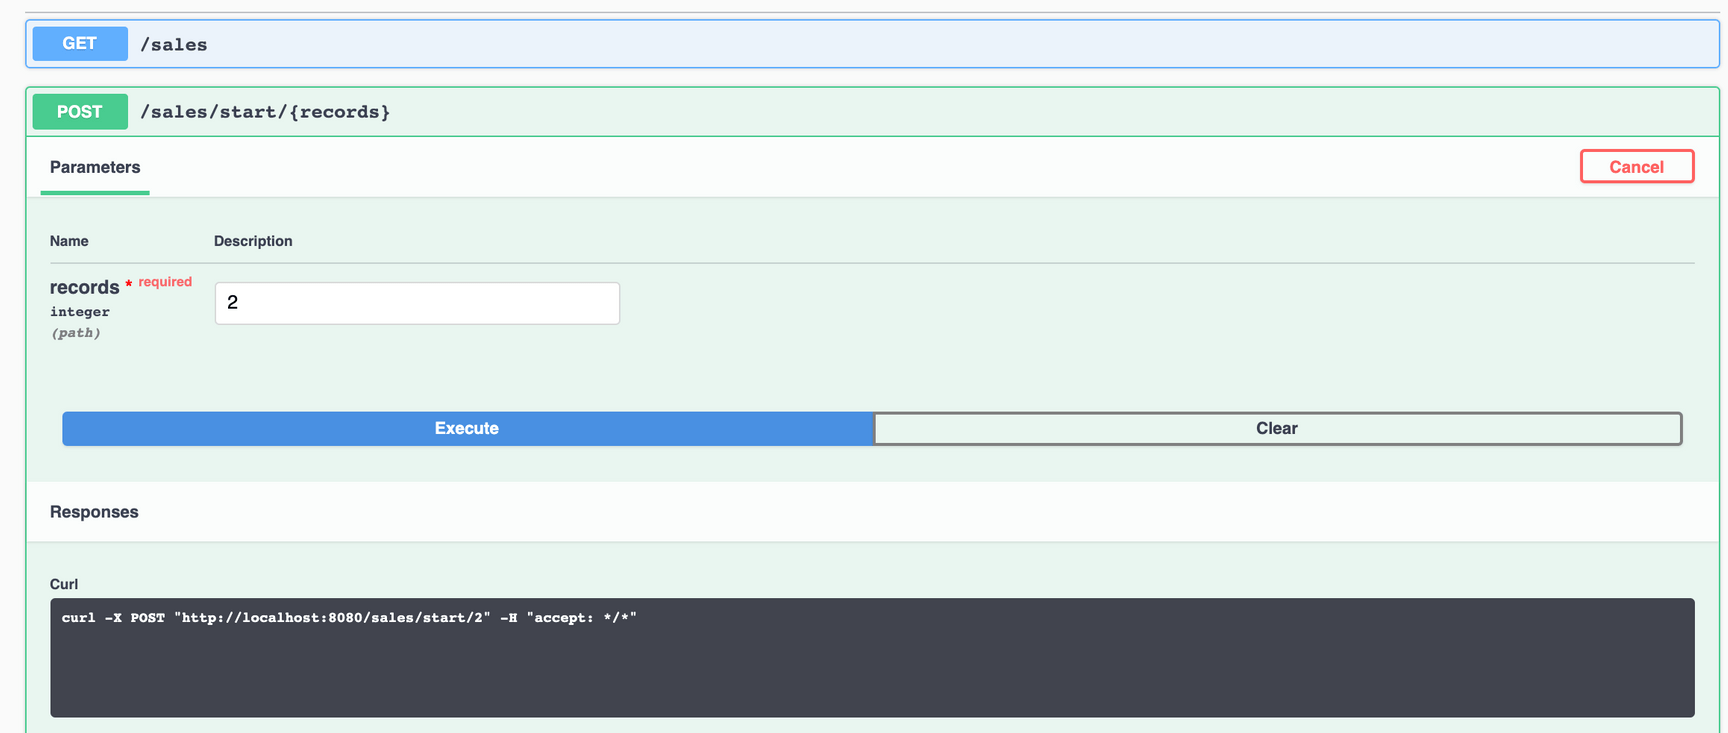 GET /sales
POST /sales/start/{records}
Parameters Cancel
Name Description
records * required 2
integer
(path)
Execute Clear
Responses
Curl
curl -X POST "http://localhost:8080/sales/start/2" -H "accept: */*"